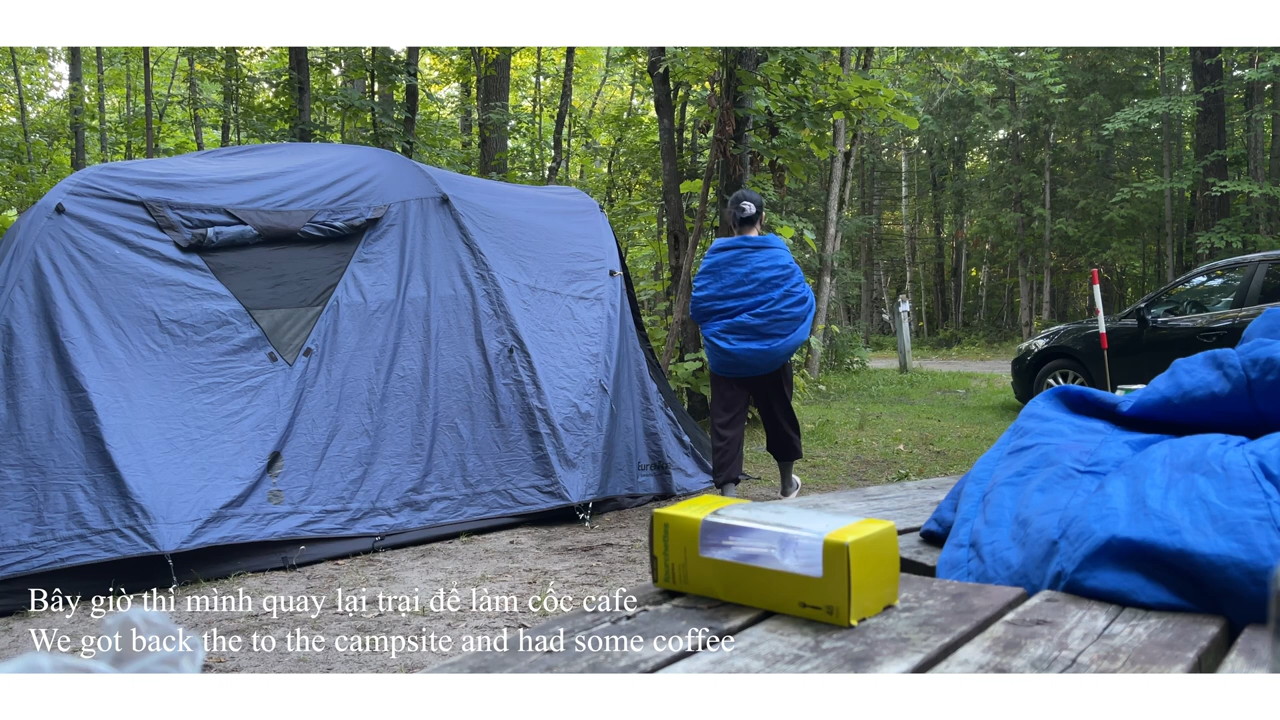 Bây giờ thì mình quay lại trại để làm cốc cafe
We got back the to the campsite and had some coffee